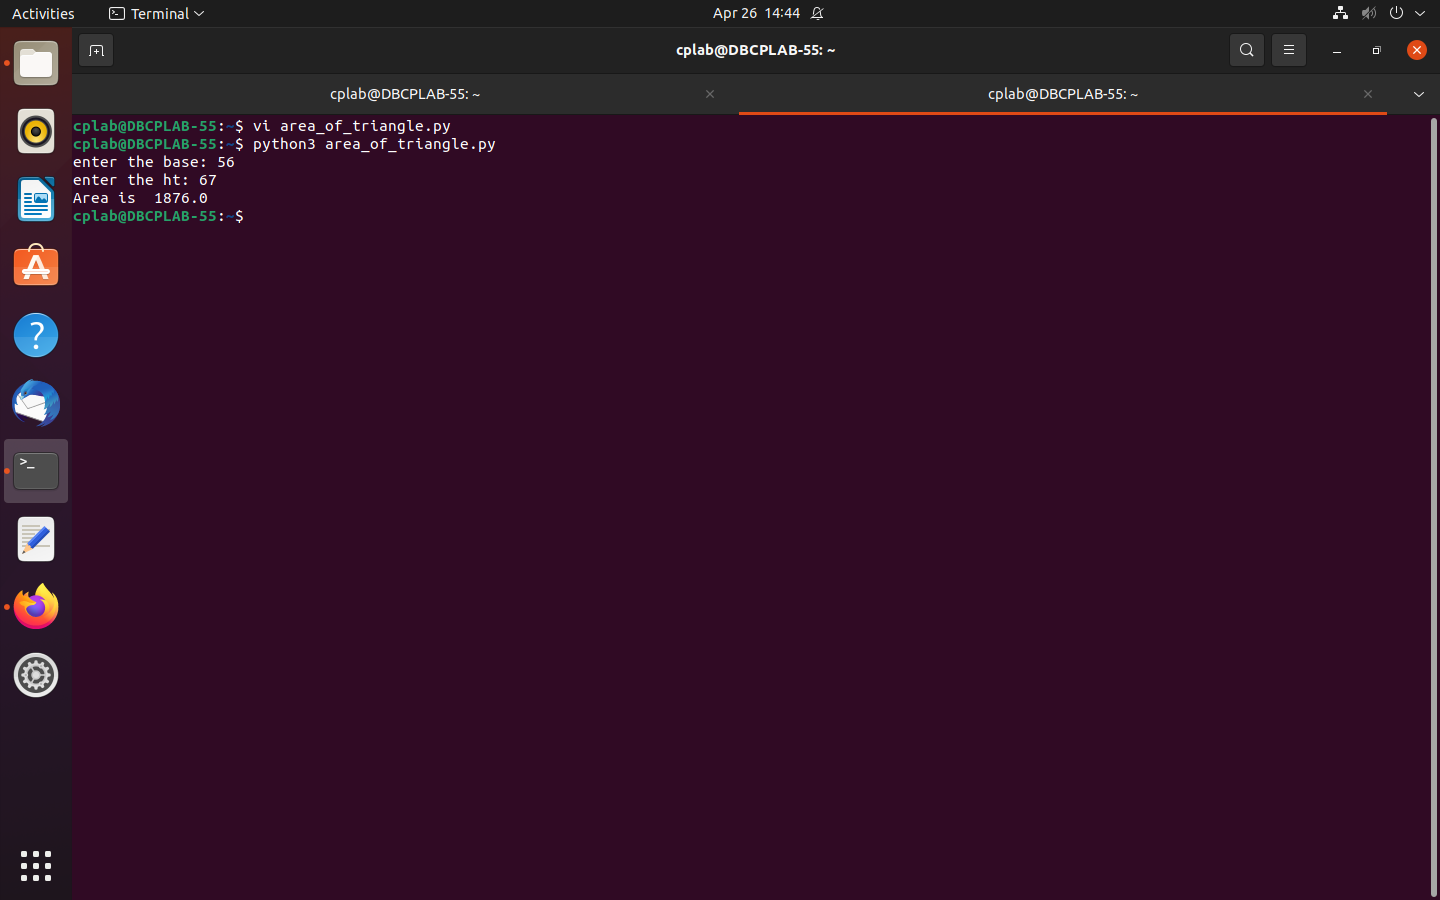 Activities
Terminal
Apr 26 14:44
cplab@DBCPLAB-55: ~
cplab@DBCPLAB-55: ~
cplab@DBCPLAB-55: ~
cplab@DBCPLAB-55:~$ vi area_of_triangle.py
cplab@DBCPLAB-55:~$ python3 area_of_triangle.py
enter the base: 56
enter the ht: 67
Area is  1876.0
cplab@DBCPLAB-55:~$